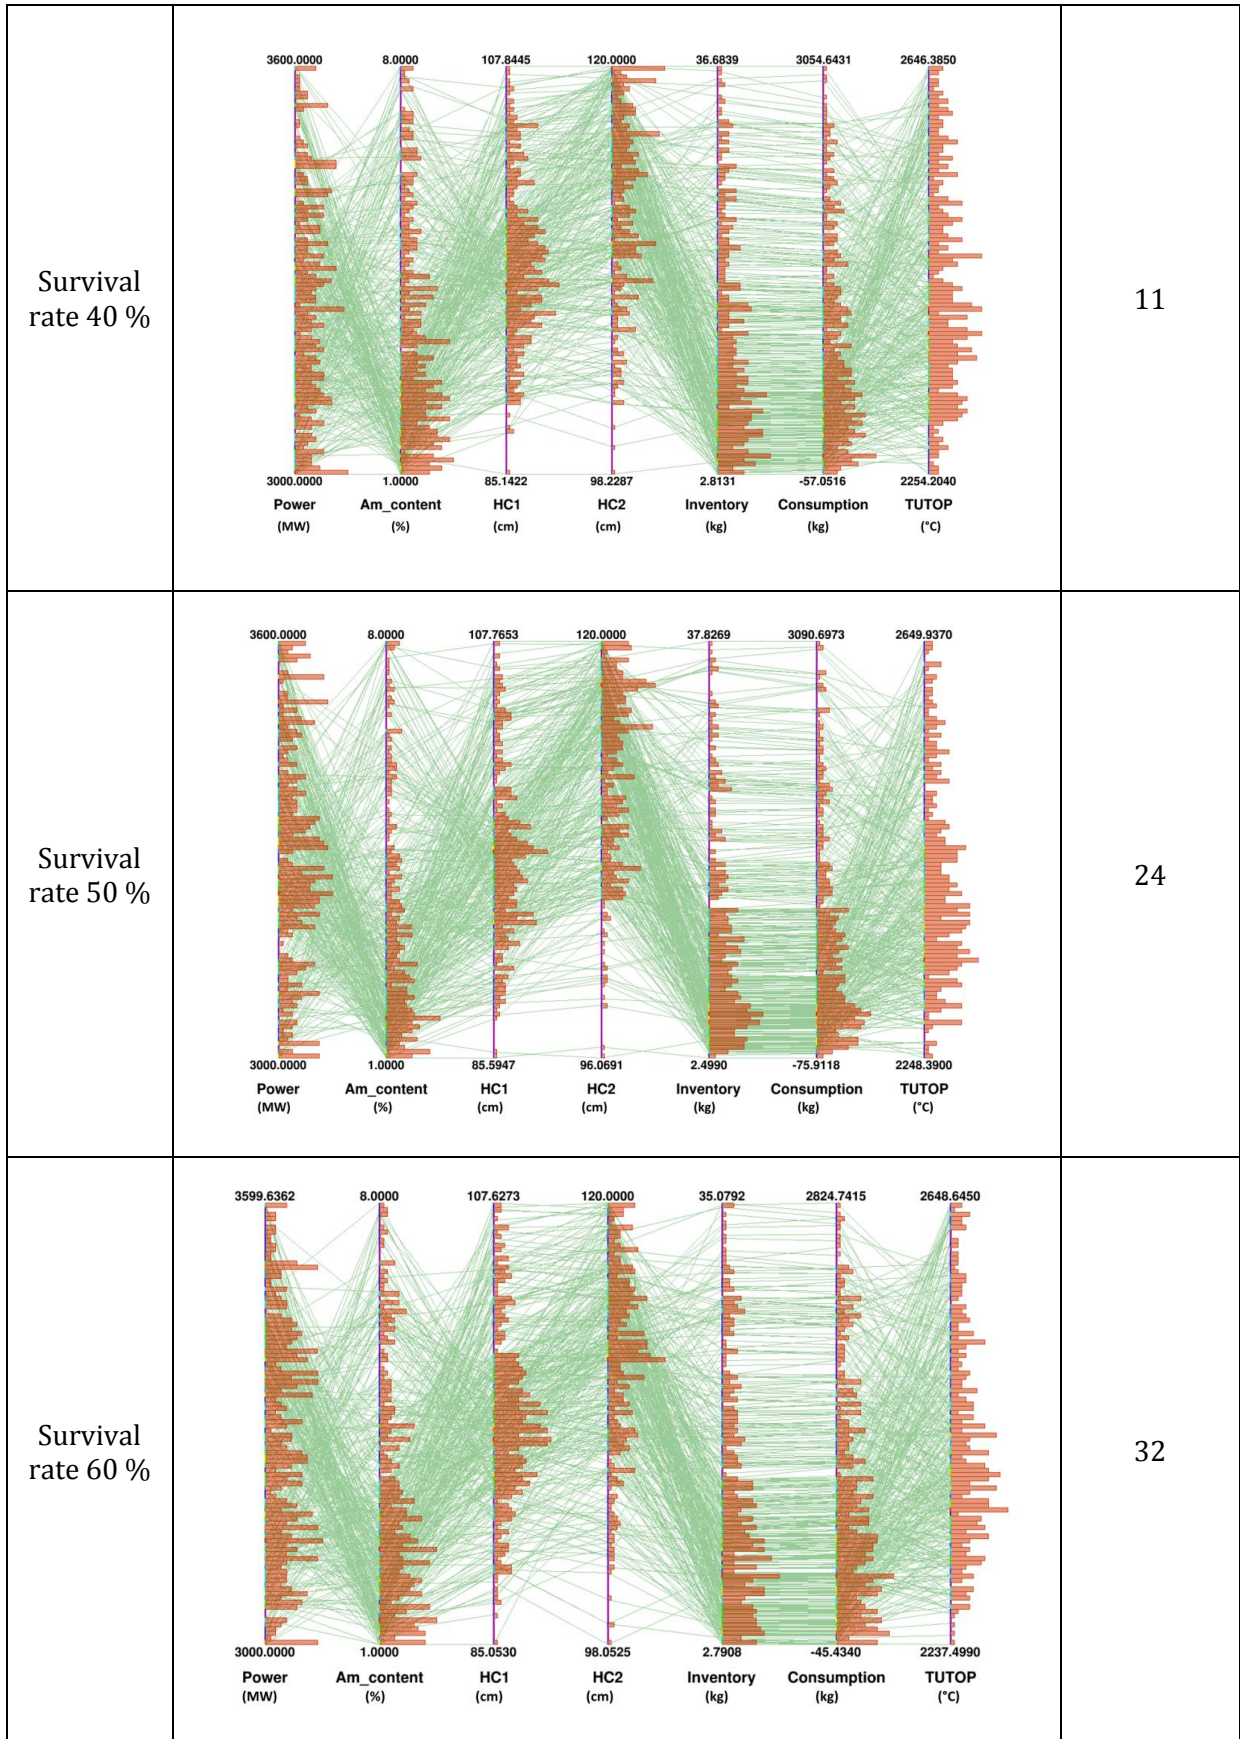 3600.0000 8.0000 107.8445 120.0000 36.6839 3054.6431 2646.3850
Survival
rate 40 %
11
3000.0000 1.0000 85.1422 98.2287 2.8131 -57.0516 2254.2040
Power Am_content HC1 HC2 Inventory Consumption TUTOP
(MW) (%) (cm) (cm) (kg) (kg) (°C)
3600.0000 8.0000 107.7653 120.0000 37.8269 3090.6973 2649.9370
Survival
rate 50 %
24
3000.0000 1.0000 85.5947 96.0691 2.4990 -75.9118 2248.3900
Power Am_content HC1 HC2 Inventory Consumption TUTOP
(MW) (%) (cm) (cm) (kg) (kg) (°C)
3599.6362 8.0000 107.6273 120.0000 35.0792 2824.7415 2648.6450
Survival
rate 60 %
32
3000.0000 1.0000 85.0530 98.0525 2.7908 -45.4340 2237.4990
Power Am_content HC1 HC2 Inventory Consumption TUTOP
(MW) (%) (cm) (cm) (kg) (kg) (°C)